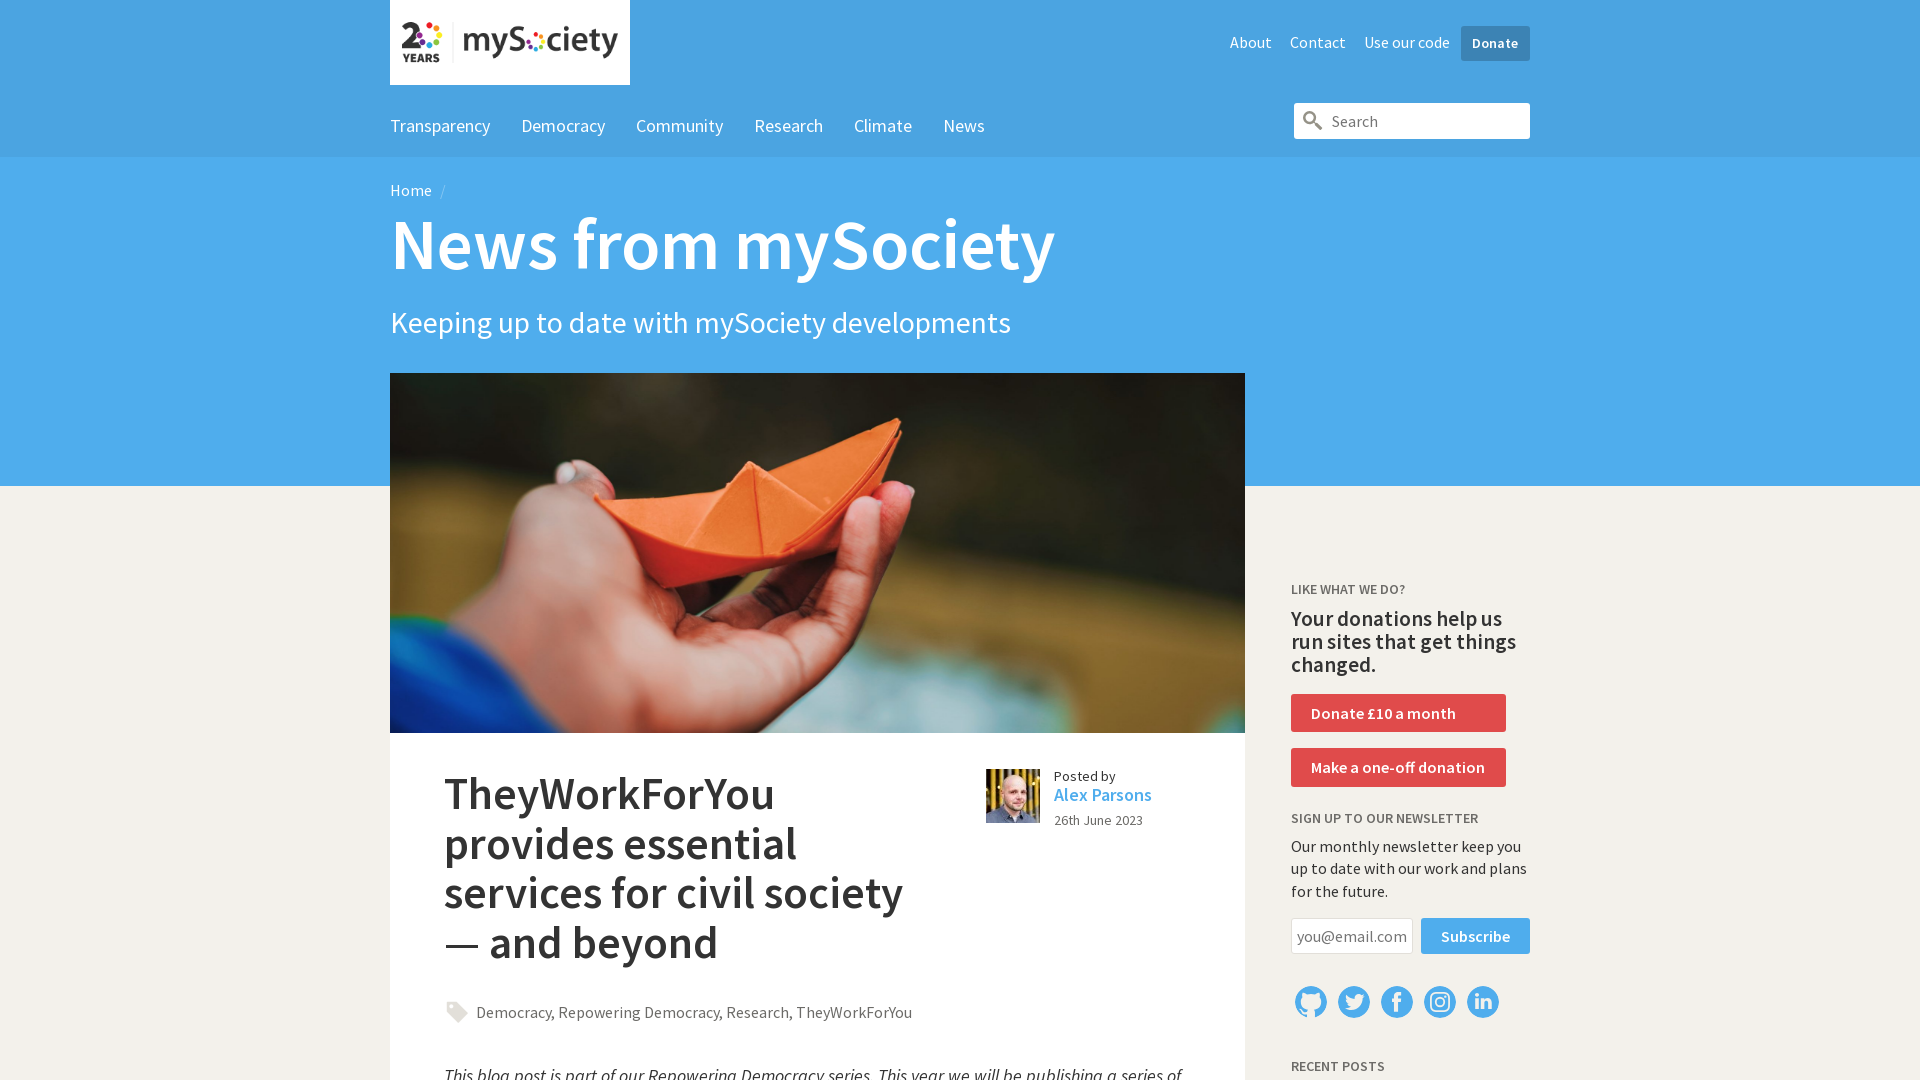 20 YEARS
mySociety
About
Contact
Use our code
Donate
Transparency
Democracy
Community
Research
Climate
News
Search
Home /
News from mySociety
Keeping up to date with mySociety developments
TheyWorkForYou
provides essential
services for civil society
— and beyond
Posted by
Alex Parsons
26th June 2023
Democracy, Repowering Democracy, Research, TheyWorkForYou
This blog post is part of our Repowering Democracy series. This year we will be publishing a series of
LIKE WHAT WE DO?
Your donations help us
run sites that get things
changed.
Donate £10 a month
Make a one-off donation
SIGN UP TO OUR NEWSLETTER
Our monthly newsletter keep you
up to date with our work and plans
for the future.
you@email.com
Subscribe
RECENT POSTS